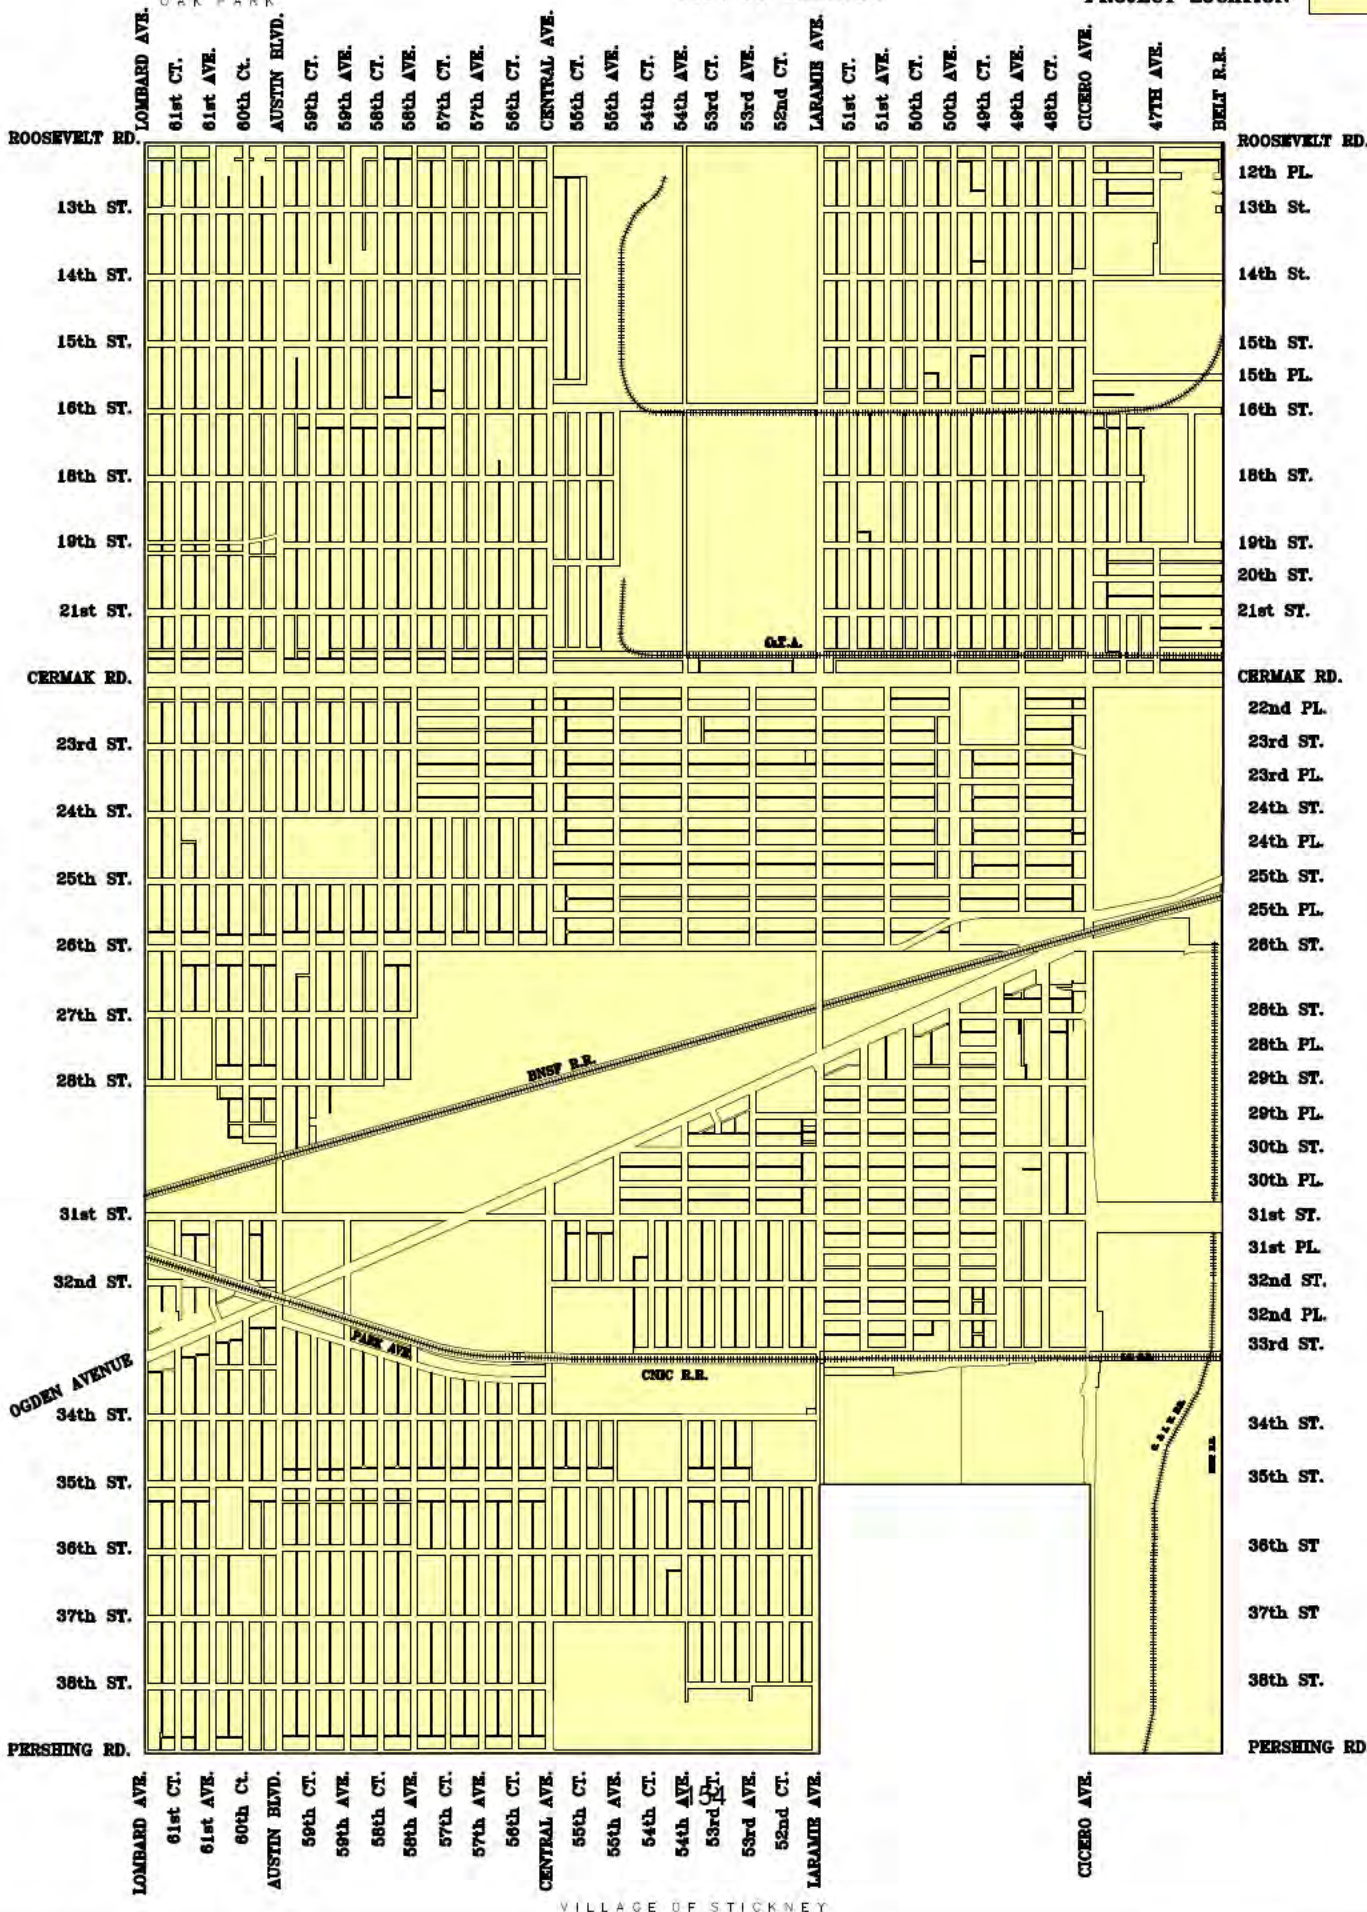 OAK PARK
PROJECT LOCATION
LOMBARD AVE.
61st CT.
61st AVE.
60th Ct.
AUSTIN BLVD.
59th CT.
59th AVE.
58th CT.
58th AVE.
57th CT.
57th AVE.
56th CT.
CENTRAL AVE.
55th CT.
55th AVE.
54th CT.
54th AVE.
53rd CT.
53rd AVE.
52nd CT.
LARAMIE AVE.
51st CT.
51st AVE.
50th CT.
50th AVE.
49th CT.
49th AVE.
48th CT.
CICERO AVE.
47TH AVE.
BELT R.R.
ROOSEVELT RD.
13th ST.
14th ST.
15th ST.
16th ST.
18th ST.
19th ST.
21st ST.
CERMAK RD.
23rd ST.
24th ST.
25th ST.
26th ST.
27th ST.
28th ST.
31st ST.
32nd ST.
OGDEN AVENUE
34th ST.
35th ST.
36th ST.
37th ST.
38th ST.
PERSHING RD.
C.T.A.
BNSF R.R.
PARK AVE.
CNIC R.R.
ROOSEVELT RD.
12th PL.
13th St.
14th St.
15th ST.
15th PL.
16th ST.
18th ST.
19th ST.
20th ST.
21st ST.
CERMAK RD.
22nd PL.
23rd ST.
23rd PL.
24th ST.
24th PL.
25th ST.
25th PL.
26th ST.
28th ST.
28th PL.
29th ST.
29th PL.
30th ST.
30th PL.
31st ST.
31st PL.
32nd ST.
32nd PL.
33rd ST.
34th ST.
35th ST.
36th ST
37th ST
38th ST.
PERSHING RD
LOMBARD AVE.
61st CT.
61st AVE.
60th Ct.
AUSTIN BLVD.
59th CT.
59th AVE.
58th CT.
58th AVE.
57th CT.
57th AVE.
56th CT.
CENTRAL AVE.
55th CT.
55th AVE.
54th CT.
54th AVE.
53rd CT.
53rd AVE.
52nd CT.
LARAMIE AVE.
CICERO AVE.
154
VILLAGE OF STICKNEY